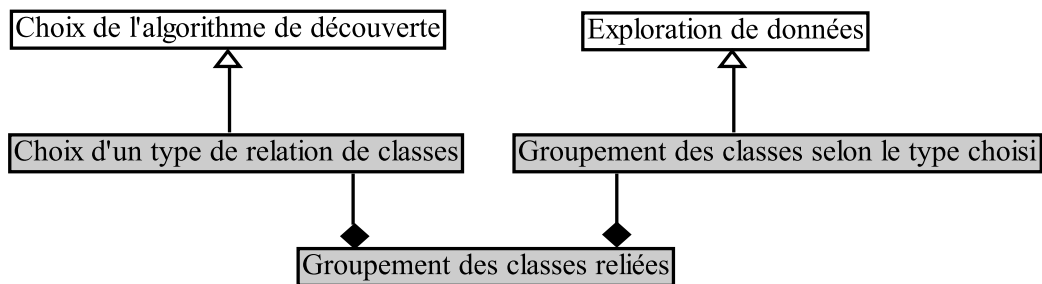 Choix de l'algorithme de découverte
Exploration de données
Choix d'un type de relation de classes
Groupement des classes selon le type choisi
Groupement des classes reliées